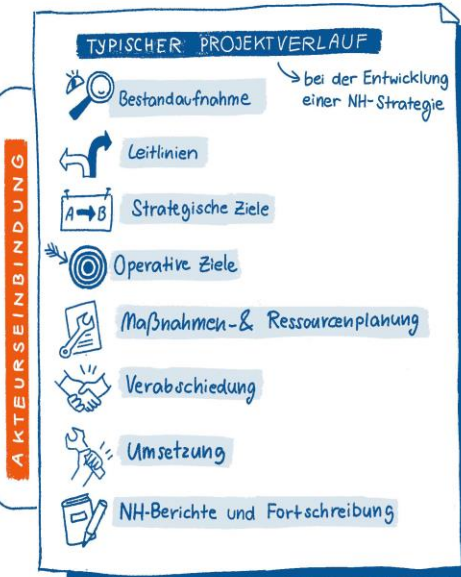 TYPISCHER PROJEKTVERLAUF
bei der Entwicklung
einer NH-Strategie
AKTEURSEINBINDUNG
Bestandaufnahme
Leitlinien
A B
Strategische Ziele
Operative Ziele
Maßnahmen- & Ressourcenplanung
Verabschiedung
Umsetzung
NH-Berichte und Fortschreibung